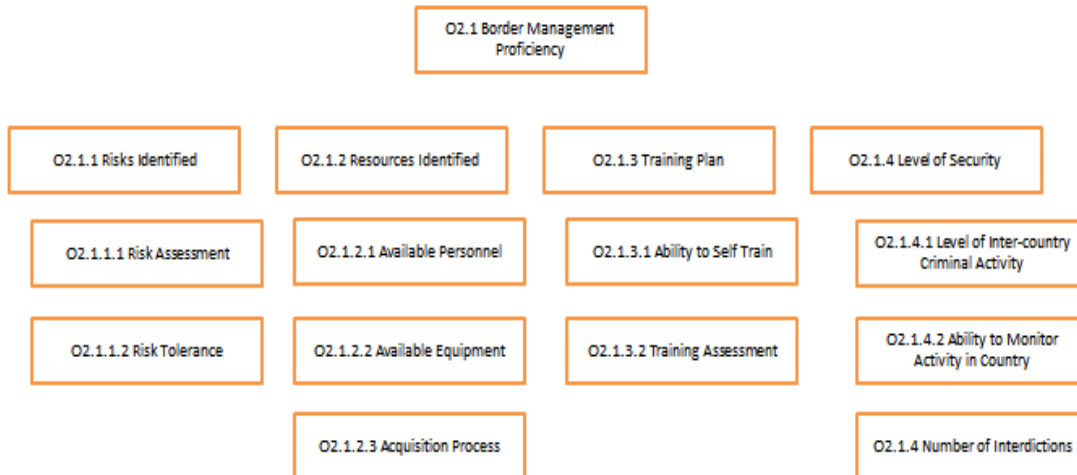 O2.1 Border Management
Proficiency
O2.1.1 Risks Identified
O2.1.2 Resources Identified
O2.1.3 Training Plan
O2.1.4 Level of Security
O2.1.1.1 Risk Assessment
O2.1.2.1 Available Personnel
O2.1.3.1 Ability to Self Train
O2.1.4.1 Level of Inter-country
Criminal Activity
O2.1.1.2 Risk Tolerance
O2.1.2.2 Available Equipment
O2.1.3.2 Training Assessment
O2.1.4.2 Ability to Monitor
Activity in Country
O2.1.2.3 Acquisition Process
O2.1.4 Number of Interdictions